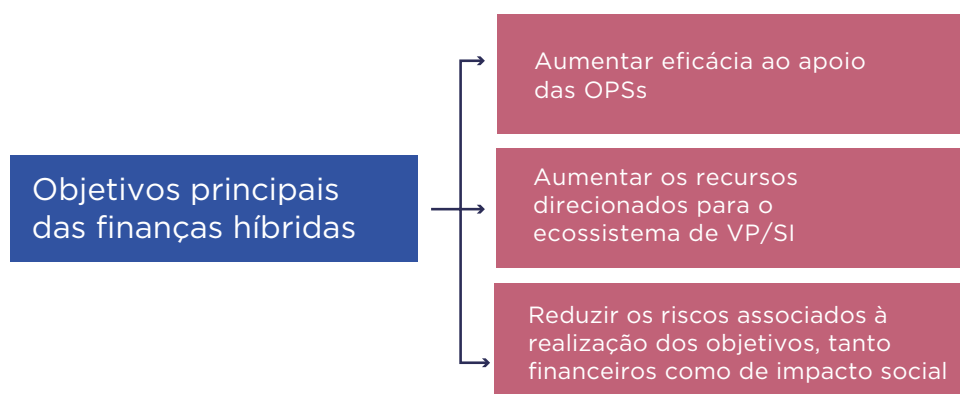 Objetivos principais
das finanças híbridas
Aumentar eficácia ao apoio
das OPSs
Aumentar os recursos
direcionados para o
ecossistema de VP/SI
Reduzir os riscos associados à
realização dos objetivos, tanto
financeiros como de impacto social